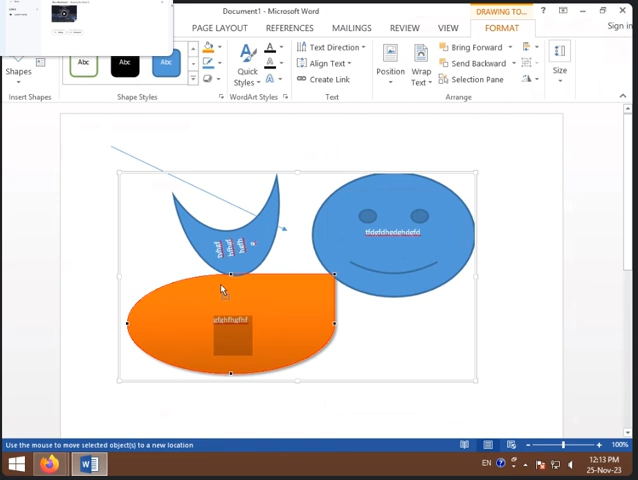 Document1 - Microsoft Word
DRAWING TO...
?
Sign in
PAGE LAYOUT REFERENCES MAILINGS REVIEW VIEW FORMAT
Shapes
Abc Abc Abc
Quick Styles
A
A
A
Text Direction
Align Text
Create Link
Position
Wrap Text
Bring Forward
Send Backward
Selection Pane
Size
Insert Shapes Shape Styles WordArt Styles Text Arrange
tfdefdhedehdefd
Use the mouse to move selected object(s) to a new location
100%
EN
12:13 PM
25-Nov-23